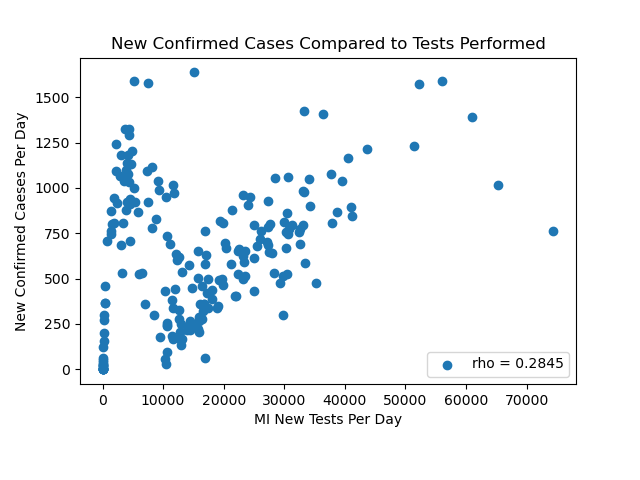 New Confirmed Cases Compared to Tests Performed
New Confirmed Caeses Per Day
1500
1250
1000
750
500
250
0
0 10000 20000 30000 40000 50000 60000 70000
MI New Tests Per Day
rho = 0.2845